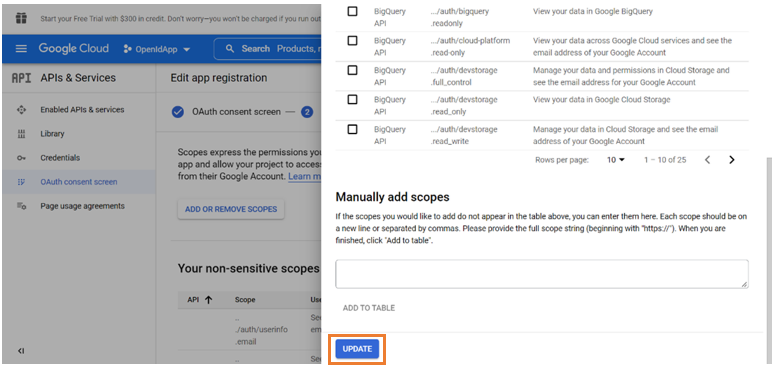 Start your Free Trial with $300 in credit. Don't worry—you won't be charged if you run out
Google Cloud
OpenIdApp
Search Products, r
API APIs & Services
Enabled APIs & services
Library
Credentials
OAuth consent screen
Page usage agreements
Edit app registration
OAuth consent screen — 2
Scopes express the permissions you
app and allow your project to access
from their Google Account. Learn m
ADD OR REMOVE SCOPES
Your non-sensitive scopes
API Scope Use
.. See
./auth/userinfo em
.email
.. See
BigQuery .../auth/bigquery View your data in Google BigQuery
API .readonly
BigQuery .../auth/cloud-platform View your data across Google Cloud services and see the
API .read-only email address of your Google Account
BigQuery .../auth/devstorage Manage your data and permissions in Cloud Storage and
API .full_control see the email address for your Google Account
BigQuery .../auth/devstorage View your data in Google Cloud Storage
API .read_only
BigQuery .../auth/devstorage Manage your data in Cloud Storage and see the email
API .read_write address of your Google Account
Rows per page: 10 1 – 10 of 25
Manually add scopes
If the scopes you would like to add do not appear in the table above, you can enter them here. Each scope should be on
a new line or separated by commas. Please provide the full scope string (beginning with "https://"). When you are
finished, click "Add to table".
ADD TO TABLE
UPDATE